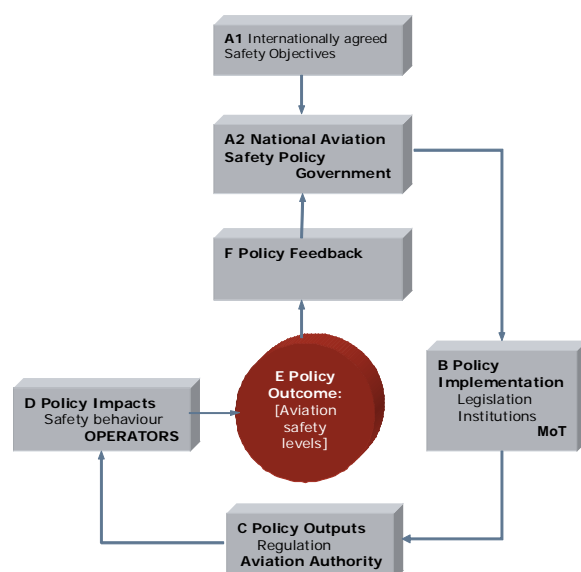 A1 Internationally agreed
Safety Objectives
A2 National Aviation
Safety Policy
Government
F Policy Feedback
E Policy
Outcome:
[Aviation
safety
levels]
B Policy
Implementation
Legislation
Institutions
MoT
D Policy Impacts
Safety behaviour
OPERATORS
C Policy Outputs
Regulation
Aviation Authority